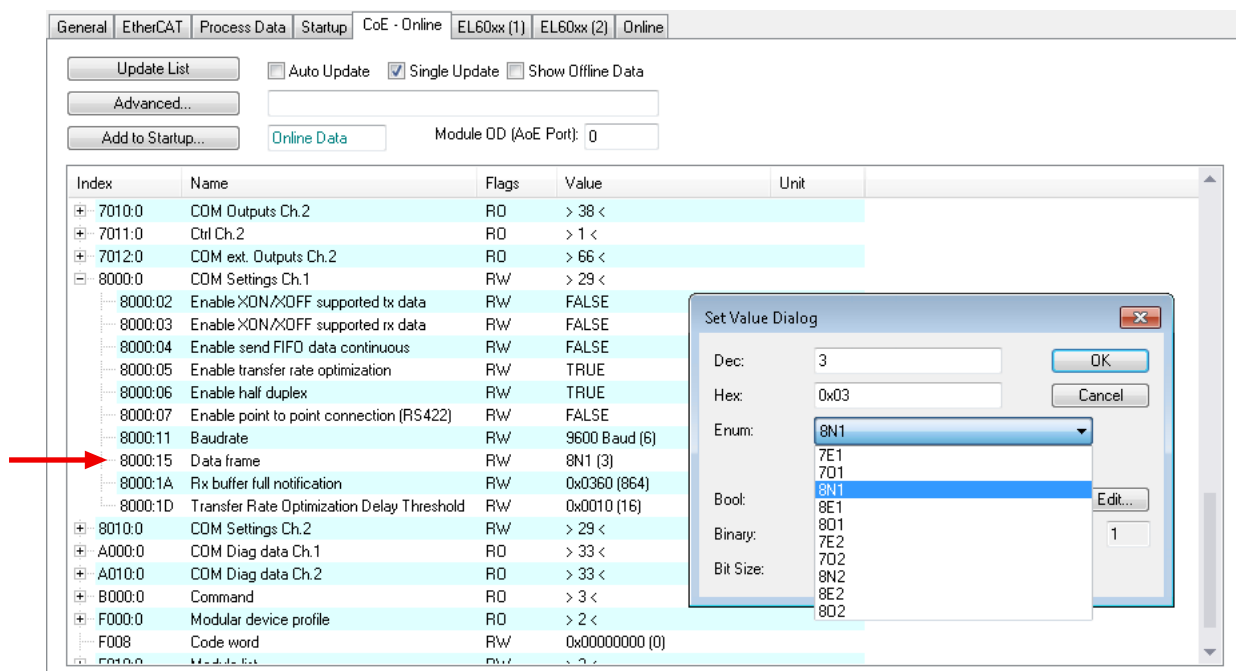 General EtherCAT Process Data Startup CoE - Online EL60xx (1) EL60xx (2) Online
Update List Auto Update Single Update Show Offline Data
Advanced...
Add to Startup... Online Data Module OD (AoE Port): 0
Index Name Flags Value Unit
7010:0 COM Outputs Ch.2 RO > 38 <
7011:0 Ctrl Ch.2 RO > 1 <
7012:0 COM ext. Outputs Ch.2 RO > 66 <
8000:0 COM Settings Ch.1 RW > 29 <
8000:02 Enable XON/XOFF supported tx data RW FALSE
8000:03 Enable XON/XOFF supported rx data RW FALSE
8000:04 Enable send FIFO data continuous RW FALSE
8000:05 Enable transfer rate optimization RW TRUE
8000:06 Enable half duplex RW TRUE
8000:07 Enable point to point connection (RS422) RW FALSE
8000:11 Baudrate RW 9600 Baud (6)
8000:15 Data frame RW 8N1 (3)
8000:1A Rx buffer full notification RW 0x0360 (864)
8000:1D Transfer Rate Optimization Delay Threshold RW 0x0010 (16)
8010:0 COM Settings Ch.2 RW > 29 <
A000:0 COM Diag data Ch.1 RO > 33 <
A010:0 COM Diag data Ch.2 RO > 33 <
B000:0 Command RO > 3 <
F000:0 Modular device profile RO > 2 <
F008 Code word RW 0x00000000 (0)
Set Value Dialog
Dec: 3 OK
Hex: 0x03 Cancel
Enum: 8N1
7E1
7O1
8N1
8E1
8O1
7E2
7O2
8N2
8E2
8O2
Bool: Edit...
Binary: 1
Bit Size: